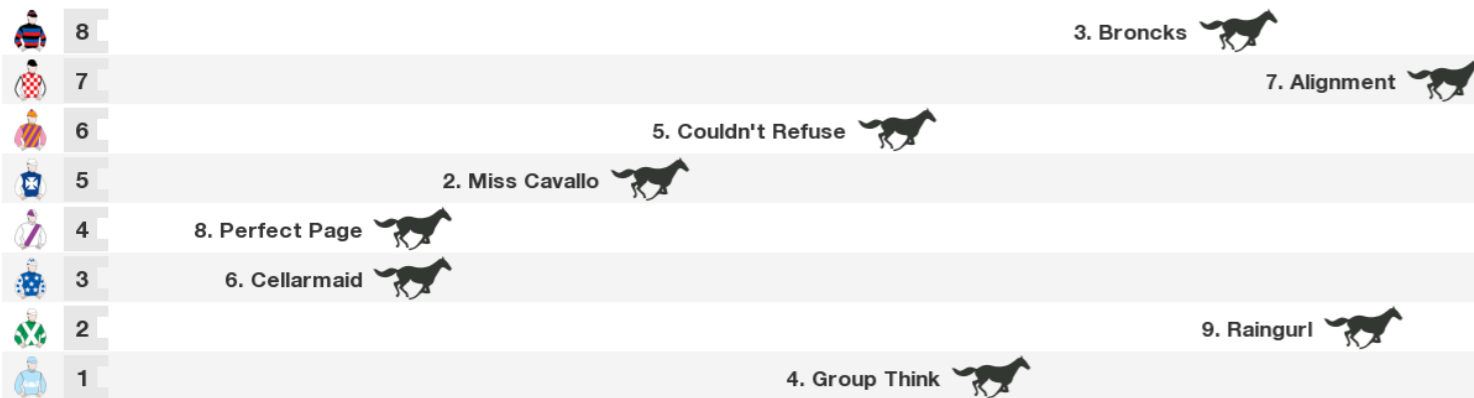 8 3. Broncks
7 7. Alignment
6 5. Couldn't Refuse
5 2. Miss Cavallo
4 8. Perfect Page
3 6. Cellarmaid
2 9. Raingurl
1 4. Group Think